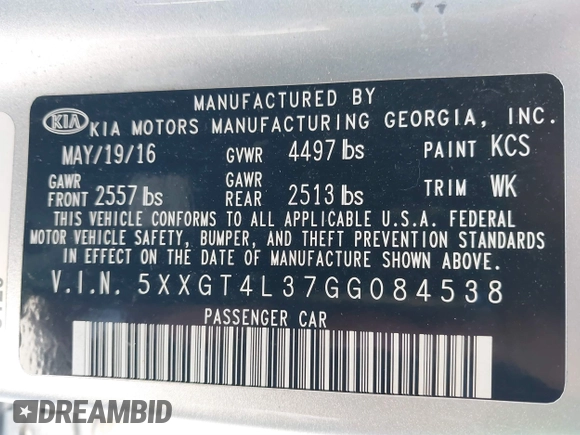 MANUFACTURED BY
KIA KIA MOTORS MANUFACTURING GEORGIA, INC.
MAY/19/16 GVWR 4497 lbs PAINT KCS
GAWR FRONT 2557 lbs GAWR REAR 2513 lbs TRIM WK
THIS VEHICLE CONFORMS TO ALL APPLICABLE U.S.A. FEDERAL
MOTOR VEHICLE SAFETY, BUMPER, AND THEFT PREVENTION STANDARDS
IN EFFECT ON THE DATE OF MANUFACTURE SHOWN ABOVE.
V.I.N. 5XXGT4L37GG084538
PASSENGER CAR
DREAMBID